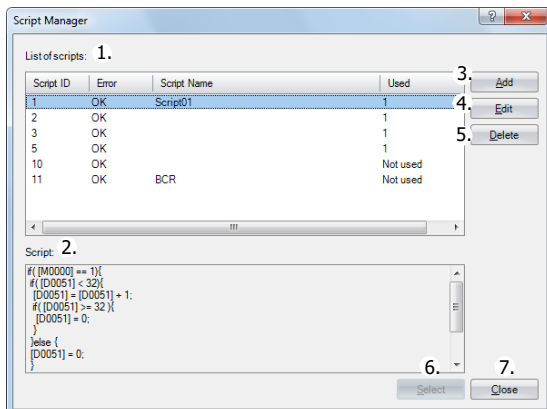 Script Manager
List of scripts: 1.
Script ID Error Script Name Used
1 OK Script01 1
2 OK 1
3 OK 1
5 OK 1
10 OK Not used
11 OK BCR Not used
3. Add
4. Edit
5. Delete
Script: 2.
if( [M0000] == 1){
if( [D0051] < 32){
[D0051] = [D0051] + 1;
if( [D0051] >= 32 ){
[D0051] = 0;
}
}else {
[D0051] = 0;
}
6. 7.
Select Close